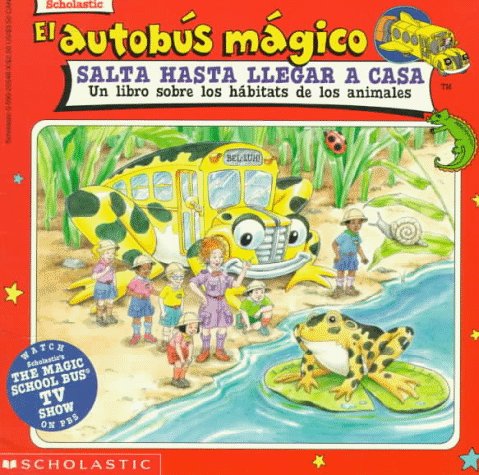 Scholastic
El autobús mágico
SALTA HASTA LLEGAR A CASA
Un libro sobre los hábitats de los animales
TM
BEL-LUH!
WATCH
Scholastic's
THE MAGIC
SCHOOL BUS®
TV
SHOW
ON PBS
SCHOLASTIC